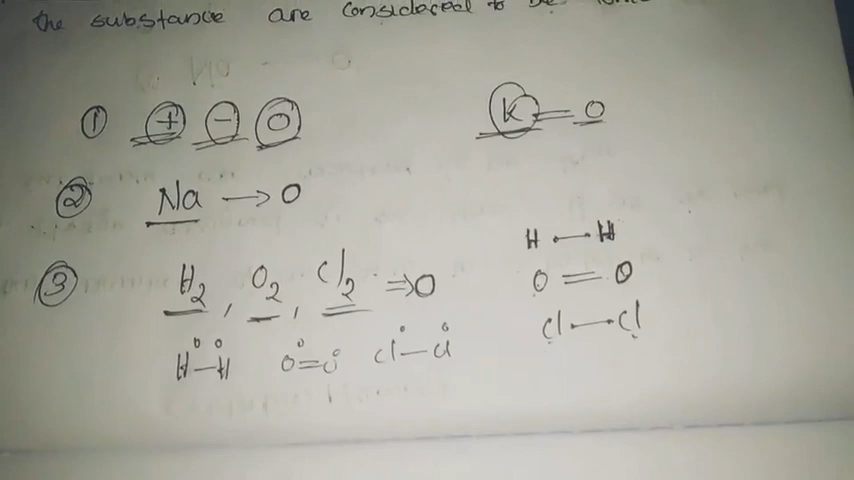 the substance are considered to be
① + − 0 K = 0
② Na → 0
③ H2, O2, Cl2 ⇒ 0
H–H O=O Cl–Cl
H–H
O=O
Cl–Cl